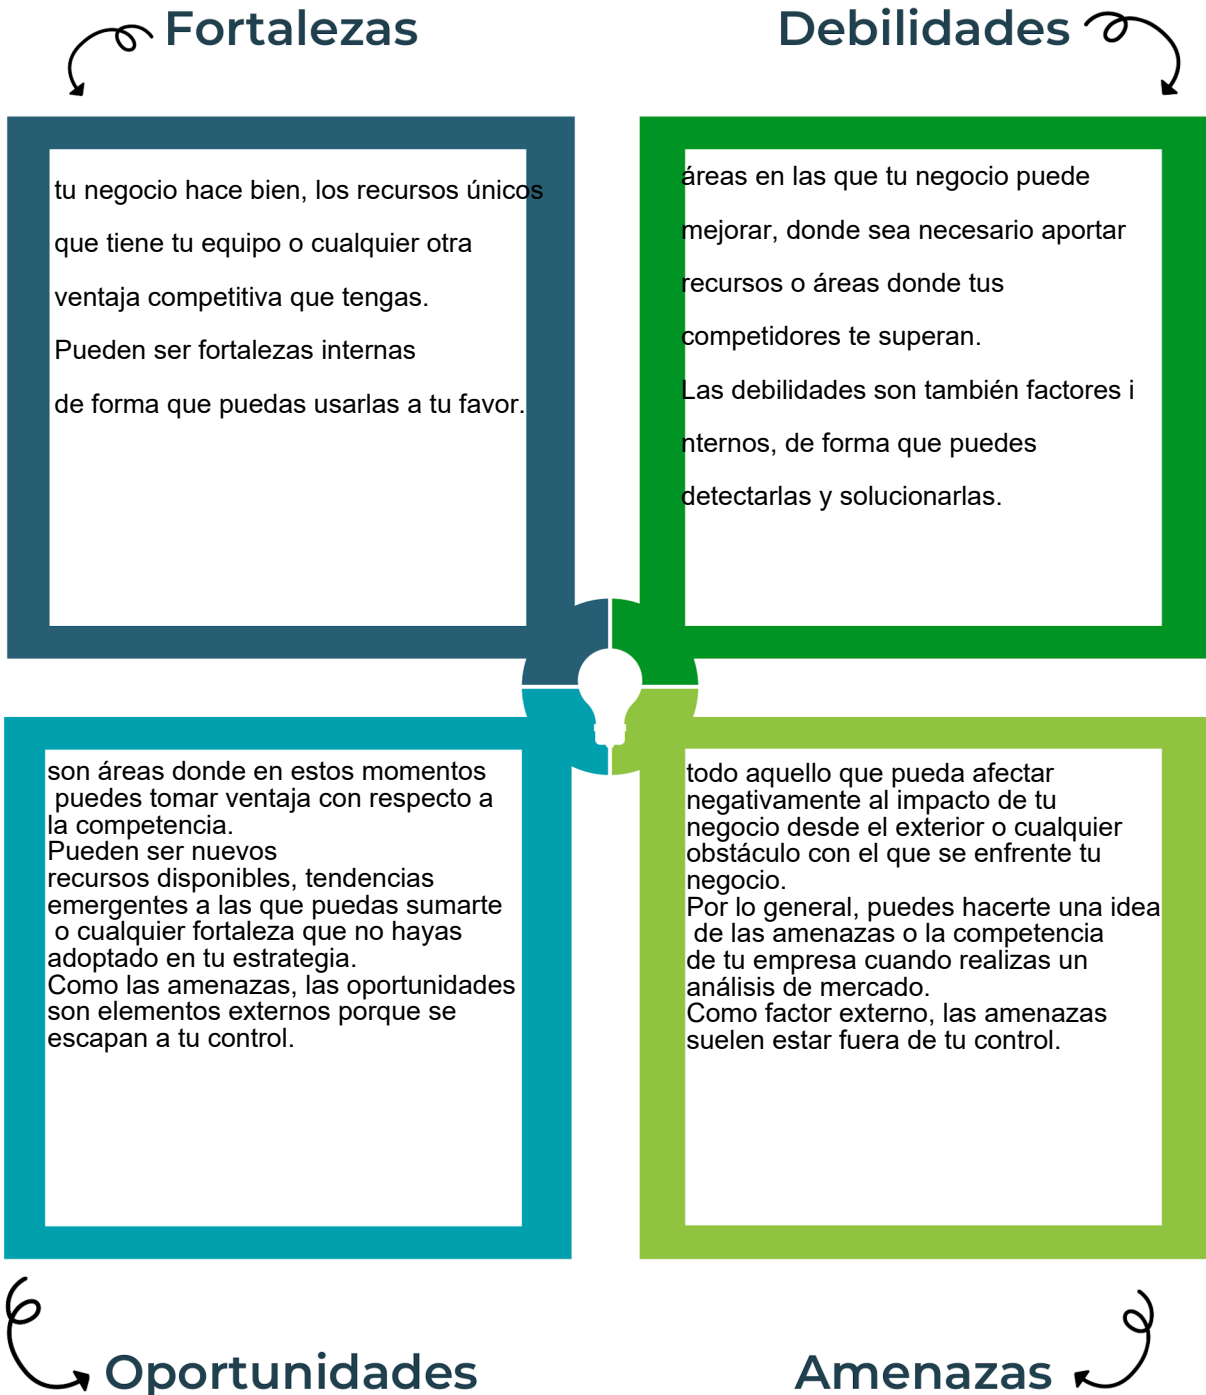 Fortalezas
tu negocio hace bien, los recursos únicos
que tiene tu equipo o cualquier otra
ventaja competitiva que tengas.
Pueden ser fortalezas internas
de forma que puedas usarlas a tu favor.
Debilidades
áreas en las que tu negocio puede
mejorar, donde sea necesario aportar
recursos o áreas donde tus
competidores te superan.
Las debilidades son también factores i
nternos, de forma que puedes
detectarlas y solucionarlas.
son áreas donde en estos momentos
puedes tomar ventaja con respecto a
la competencia.
Pueden ser nuevos
recursos disponibles, tendencias
emergentes a las que puedas sumarte
o cualquier fortaleza que no hayas
adoptado en tu estrategia.
Como las amenazas, las oportunidades
son elementos externos porque se
escapan a tu control.
Oportunidades
todo aquello que pueda afectar
negativamente al impacto de tu
negocio desde el exterior o cualquier
obstáculo con el que se enfrente tu
negocio.
Por lo general, puedes hacerte una idea
de las amenazas o la competencia
de tu empresa cuando realizas un
análisis de mercado.
Como factor externo, las amenazas
suelen estar fuera de tu control.
Amenazas